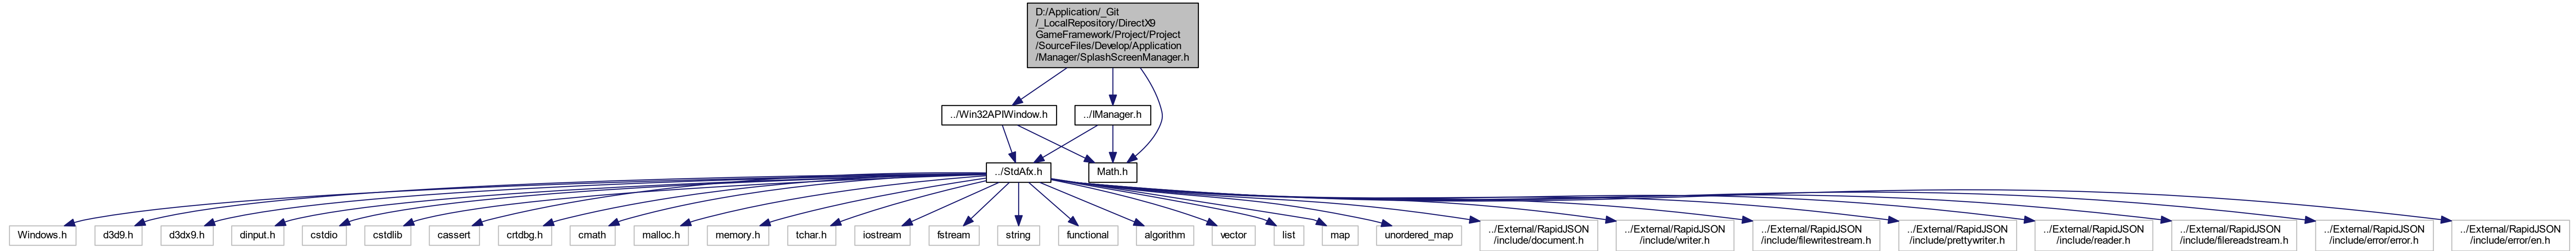 D:/Application/_Git
/_LocalRepository/DirectX9
GameFramework/Project/Project
/SourceFiles/Develop/Application
/Manager/SplashScreenManager.h
../Win32APIWindow.h
../IManager.h
../StdAfx.h
Math.h
Windows.h
d3d9.h
d3dx9.h
dinput.h
cstdio
cstdlib
cassert
crtdbg.h
cmath
malloc.h
memory.h
tchar.h
iostream
fstream
string
functional
algorithm
vector
list
map
unordered_map
../External/RapidJSON
/include/document.h
../External/RapidJSON
/include/writer.h
../External/RapidJSON
/include/filewritestream.h
../External/RapidJSON
/include/prettywriter.h
../External/RapidJSON
/include/reader.h
../External/RapidJSON
/include/filereadstream.h
../External/RapidJSON
/include/error/error.h
../External/RapidJSON
/include/error/en.h